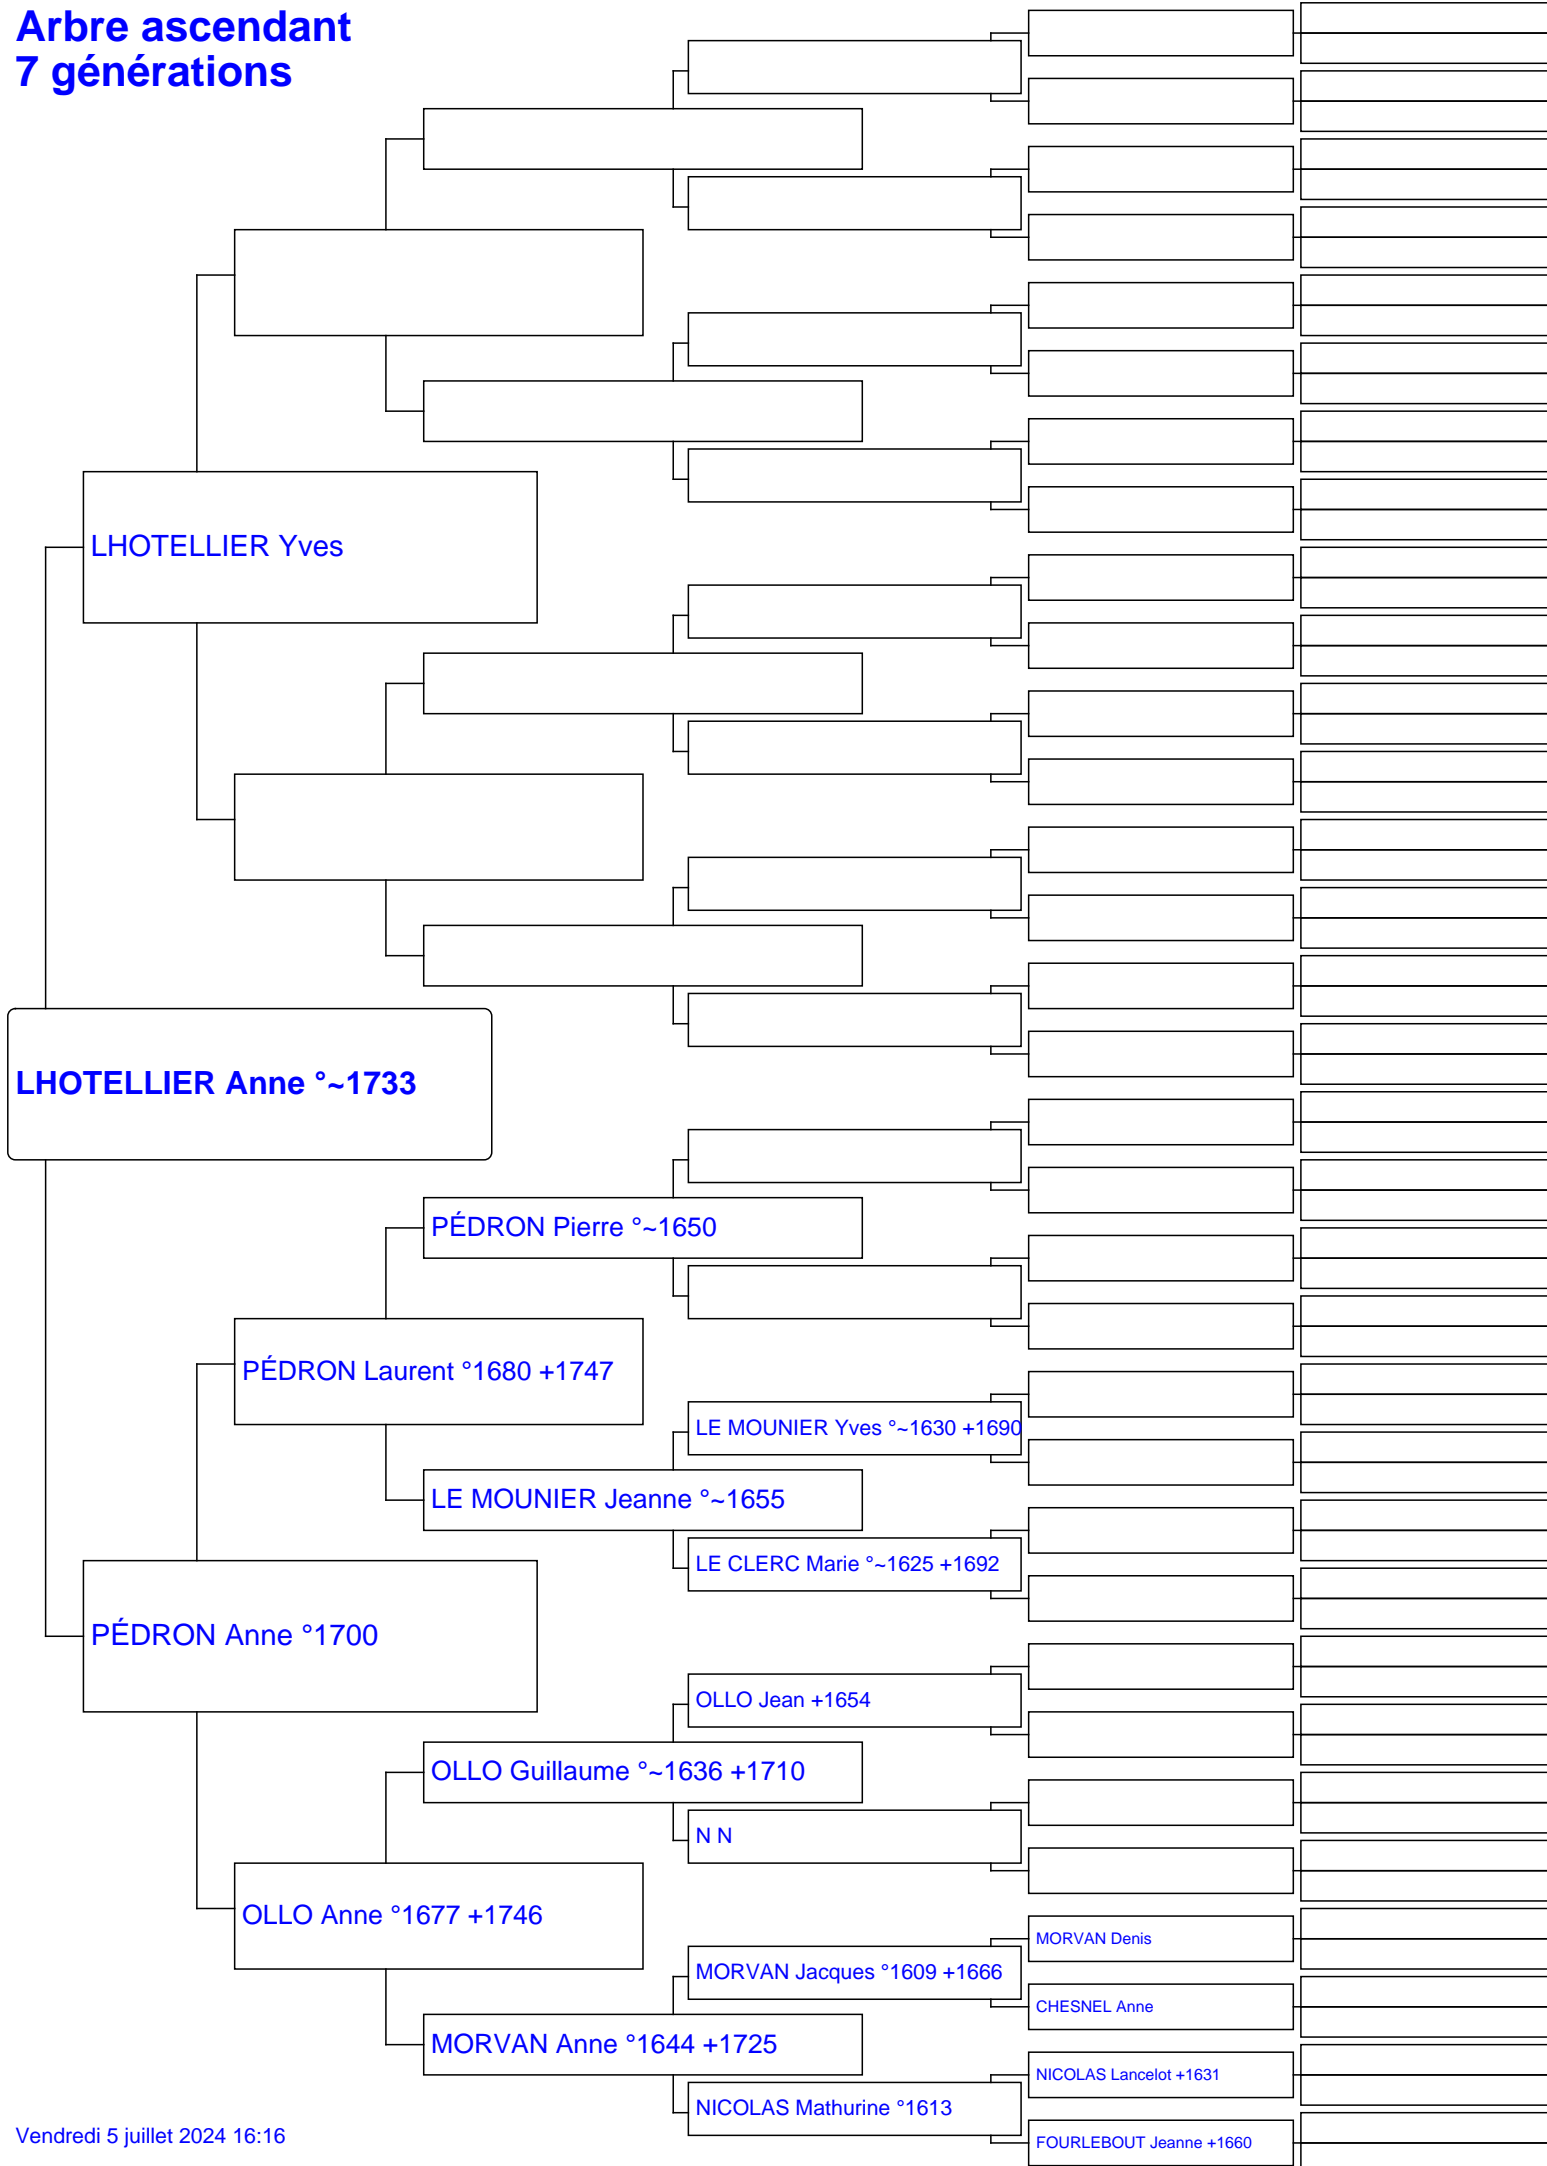 Arbre ascendant
7 générations
LHOTELLIER Yves
LHOTELLIER Anne °~1733
PÉDRON Pierre °~1650
PÉDRON Laurent °1680 +1747
LE MOUNIER Yves °~1630 +1690
LE MOUNIER Jeanne °~1655
LE CLERC Marie °~1625 +1692
PÉDRON Anne °1700
OLLO Jean +1654
OLLO Guillaume °~1636 +1710
N N
OLLO Anne °1677 +1746
MORVAN Denis
MORVAN Jacques °1609 +1666
CHESNEL Anne
MORVAN Anne °1644 +1725
NICOLAS Lancelot +1631
NICOLAS Mathurine °1613
FOURLEBOUT Jeanne +1660
Vendredi 5 juillet 2024 16:16